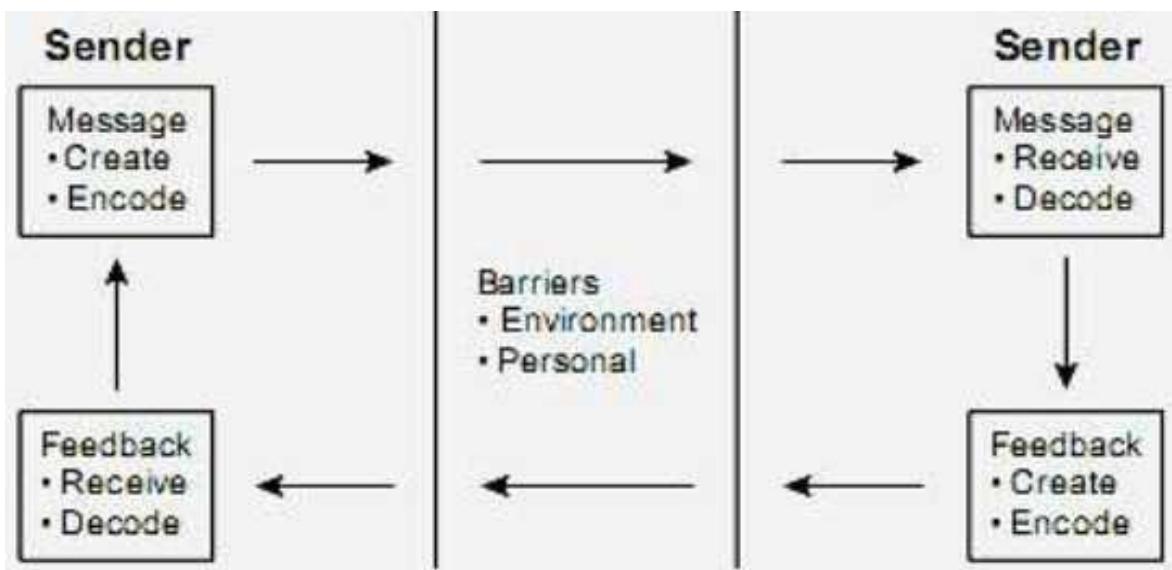 Sender
Message
• Create
• Encode
Sender
Message
• Receive
• Decode
Barriers
• Environment
• Personal
Feedback
• Receive
• Decode
Feedback
• Create
• Encode